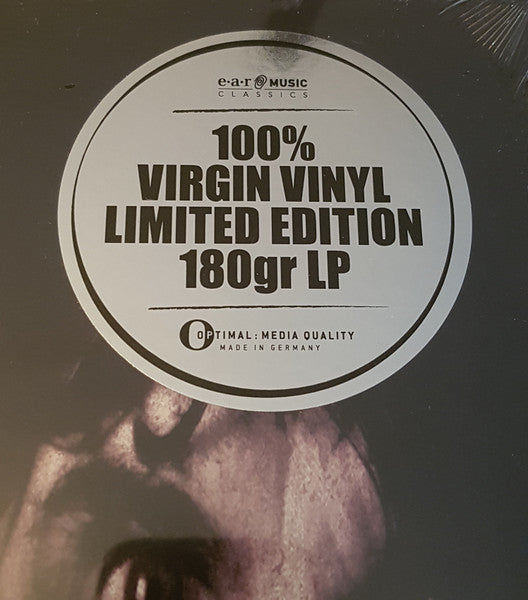 e·a·r MUSIC
CLASSICS
100%
VIRGIN VINYL
LIMITED EDITION
180gr LP
OPTIMAL: MEDIA QUALITY
MADE IN GERMANY